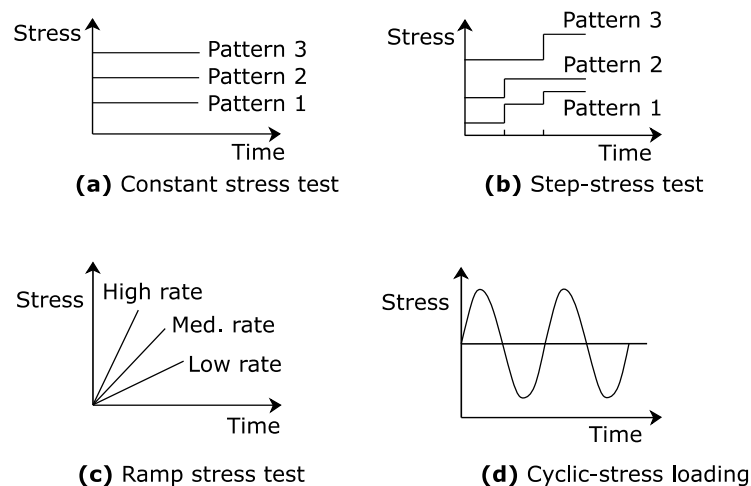 Stress
Pattern 3
Pattern 2
Pattern 1
Time
(a) Constant stress test
Stress
Pattern 3
Pattern 2
Pattern 1
Time
(b) Step-stress test
Stress
High rate
Med. rate
Low rate
Time
(c) Ramp stress test
Stress
Time
(d) Cyclic-stress loading